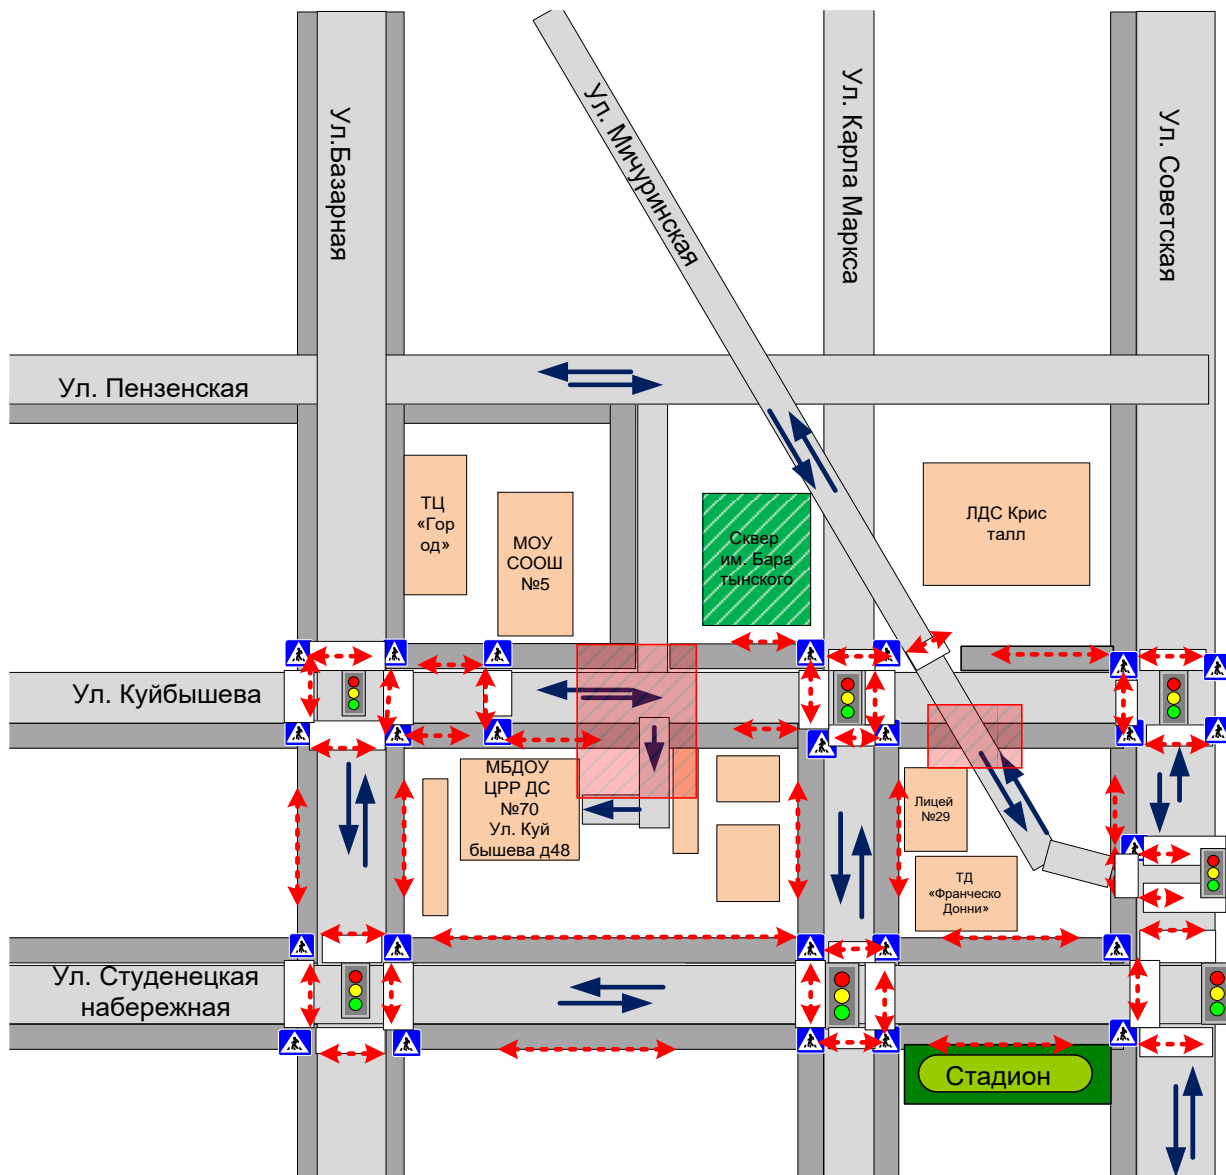 Ул.Базарная
Ул. Мичуринская
Ул. Карла Маркса
Ул. Советская
Ул. Пензенская
ТЦ
«Гор
од»
МОУ
СООШ
№5
Сквер
им. Бара
тынского
ЛДС Крис
талл
Ул. Куйбышева
МБДОУ
ЦРР ДС
№70
Ул. Куй
бышева д48
Лицей
№29
ТД
«Франческо
Донни»
Ул. Студенецкая
набережная
Стадион